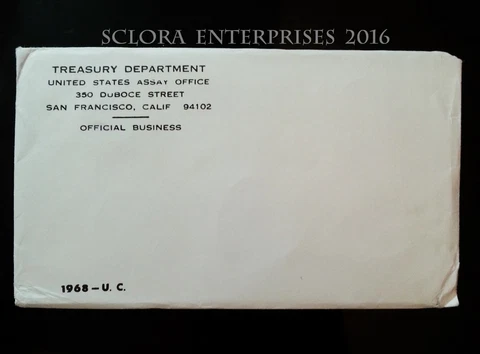 SCLORA ENTERPRISES 2016
TREASURY DEPARTMENT
UNITED STATES ASSAY OFFICE
350 DUBOCE STREET
SAN FRANCISCO, CALIF 94102
OFFICIAL BUSINESS
1968 – U. C.